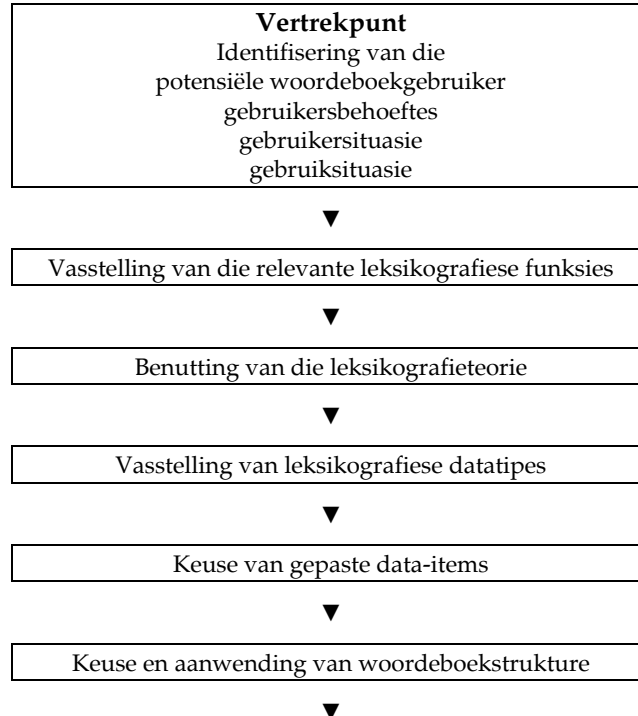 Vertrekpunt
Identifisering van die
potensiële woordeboekgebruiker
gebruikersbehoeftes
gebruikersituasie
gebruiksituasie
▼
Vasstelling van die relevante leksikografiese funksies
▼
Benutting van die leksikografieteorie
▼
Vasstelling van leksikografiese datatipes
▼
Keuse van gepaste data-items
▼
Keuse en aanwending van woordeboekstrukture
▼